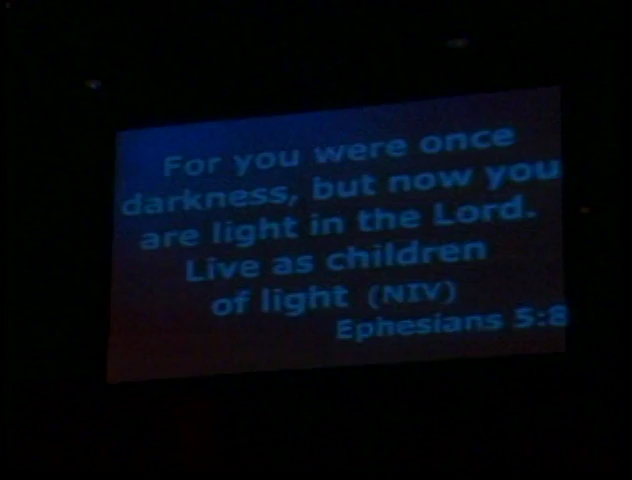 For you were once
darkness, but now you
are light in the Lord.
Live as children
of light (NIV)
Ephesians 5:8